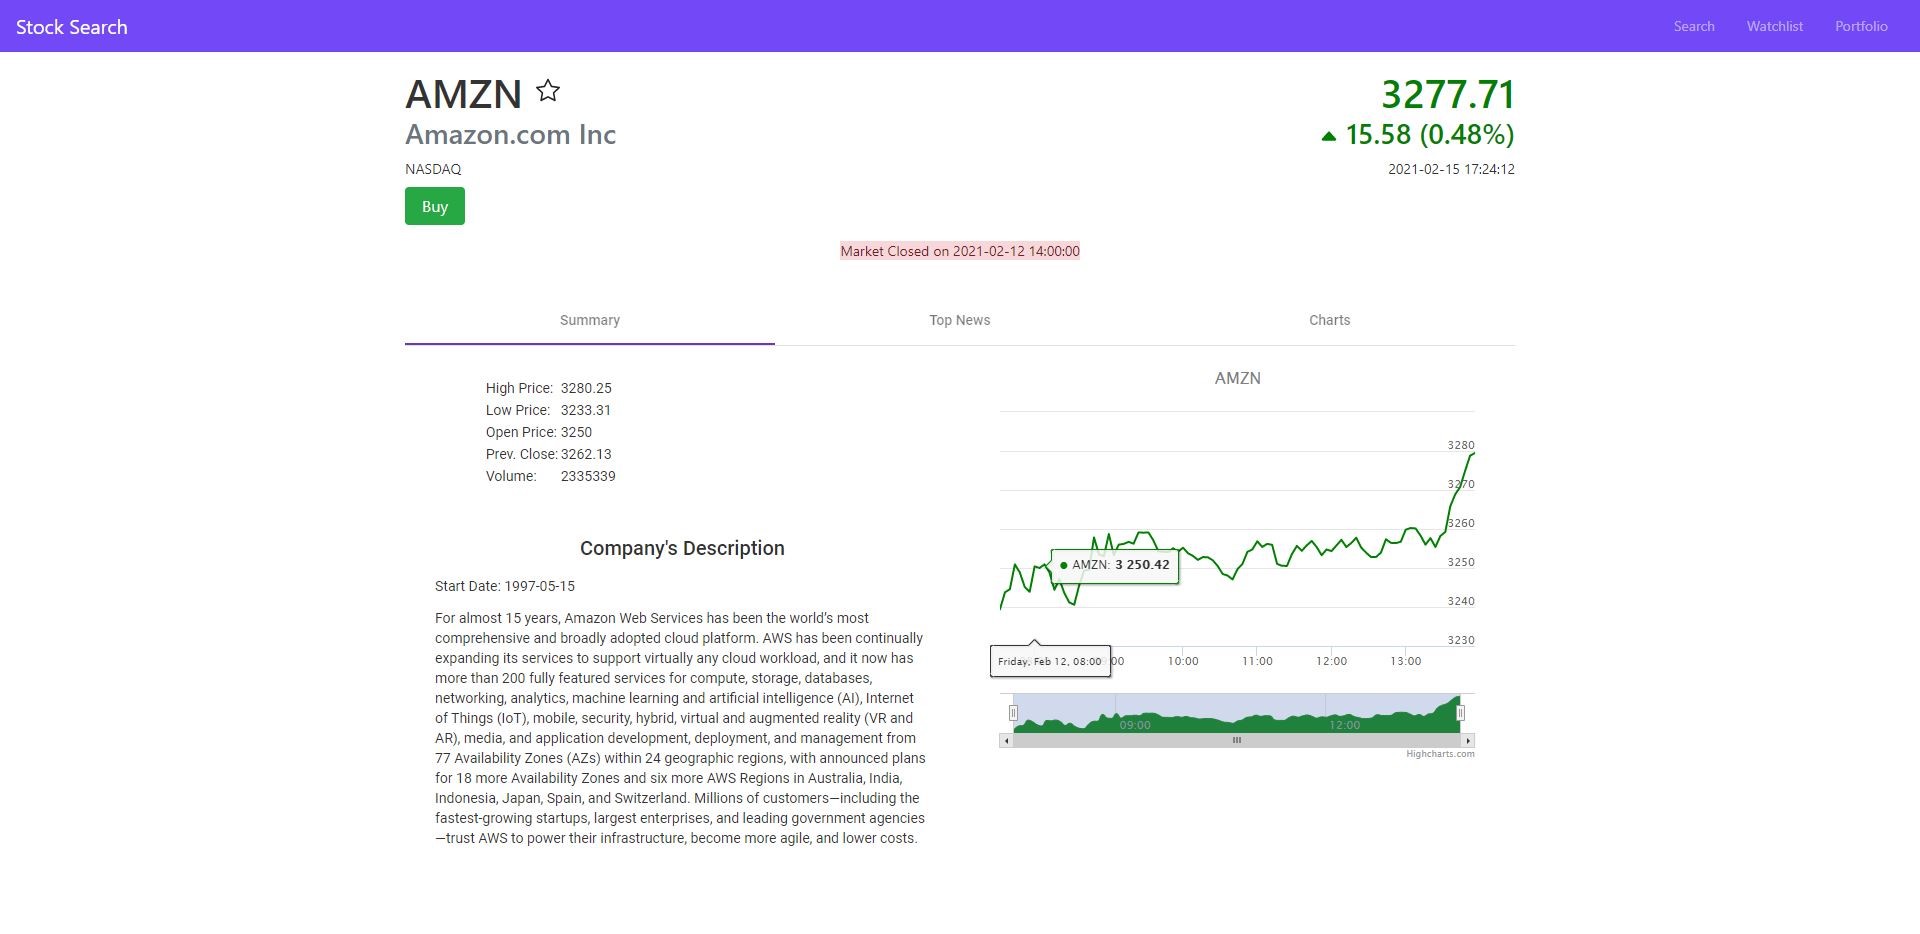 Stock Search
Search Watchlist Portfolio
AMZN
3277.71
Amazon.com Inc
15.58 (0.48%)
NASDAQ
2021-02-15 17:24:12
Buy
Market Closed on 2021-02-12 14:00:00
Summary Top News Charts
High Price: 3280.25
Low Price: 3233.31
Open Price: 3250
Prev. Close: 3262.13
Volume: 2335339
Company's Description
Start Date: 1997-05-15
For almost 15 years, Amazon Web Services has been the world’s most
comprehensive and broadly adopted cloud platform. AWS has been continually
expanding its services to support virtually any cloud workload, and it now has
more than 200 fully featured services for compute, storage, databases,
networking, analytics, machine learning and artificial intelligence (AI), Internet
of Things (IoT), mobile, security, hybrid, virtual and augmented reality (VR and
AR), media, and application development, deployment, and management from
77 Availability Zones (AZs) within 24 geographic regions, with announced plans
for 18 more Availability Zones and six more AWS Regions in Australia, India,
Indonesia, Japan, Spain, and Switzerland. Millions of customers—including the
fastest-growing startups, largest enterprises, and leading government agencies
—trust AWS to power their infrastructure, become more agile, and lower costs.
AMZN
3280
3270
3260
3250
3240
3230
AMZN: 3 250.42
Friday, Feb 12, 08:00
10:00 11:00 12:00 13:00
09:00 12:00
Highcharts.com